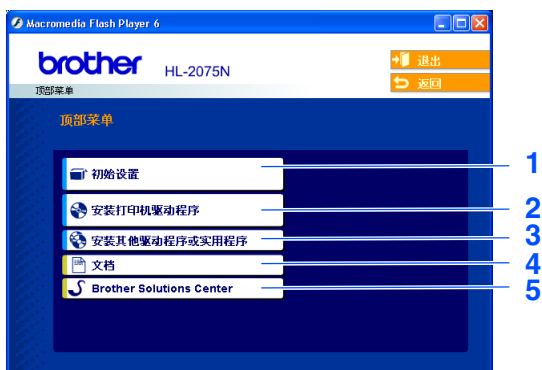 Macromedia Flash Player 6
brother HL-2075N
退出
返回
顶部菜单
顶部菜单
初始设置 1
安装打印机驱动程序 2
安装其他驱动程序或实用程序 3
文档 4
Brother Solutions Center 5